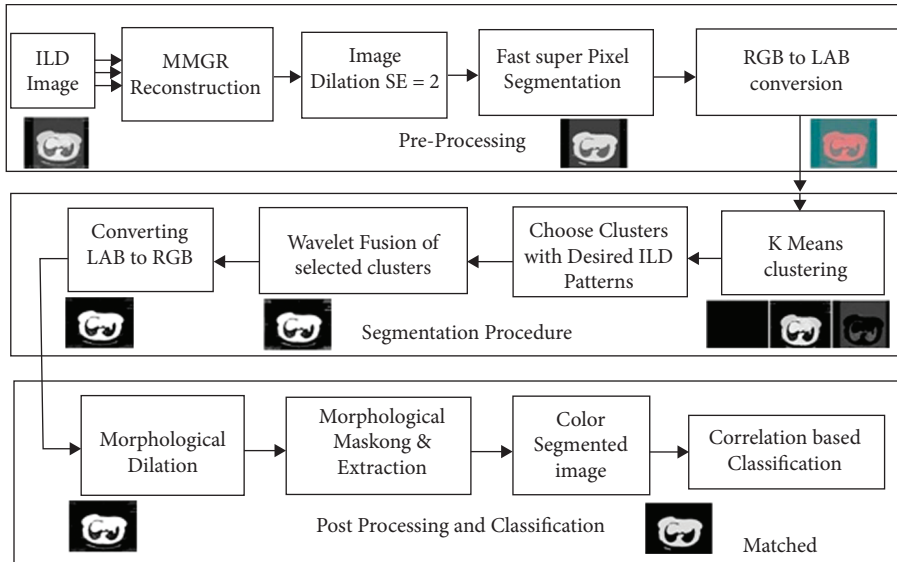 ILD
Image
MMGR
Reconstruction
Image
Dilation SE = 2
Fast super Pixel
Segmentation
RGB to LAB
conversion
Pre-Processing
Converting
LAB to RGB
Wavelet Fusion of
selected clusters
Choose Clusters
with Desired ILD
Patterns
K Means
clustering
Segmentation Procedure
Morphological
Dilation
Morphological
Maskong &
Extraction
Color
Segmented
image
Correlation based
Classification
Post Processing and Classification
Matched